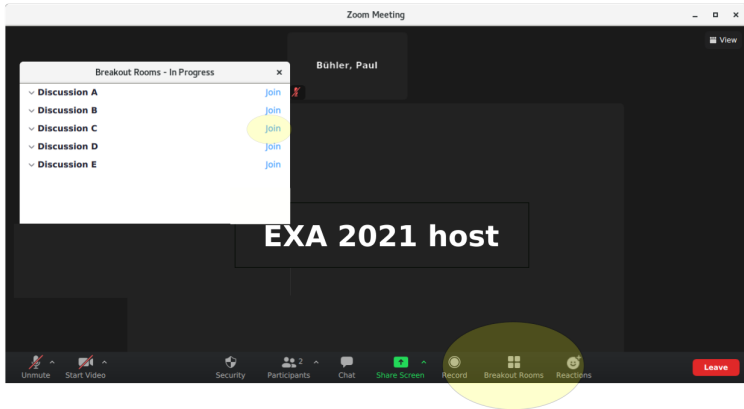 Zoom Meeting
View
Bühler, Paul
Breakout Rooms - In Progress
Discussion A Join
Discussion B Join
Discussion C Join
Discussion D Join
Discussion E Join
EXA 2021 host
Unmute Start Video Security Participants 2 Chat Share Screen Record Breakout Rooms Reactions Leave